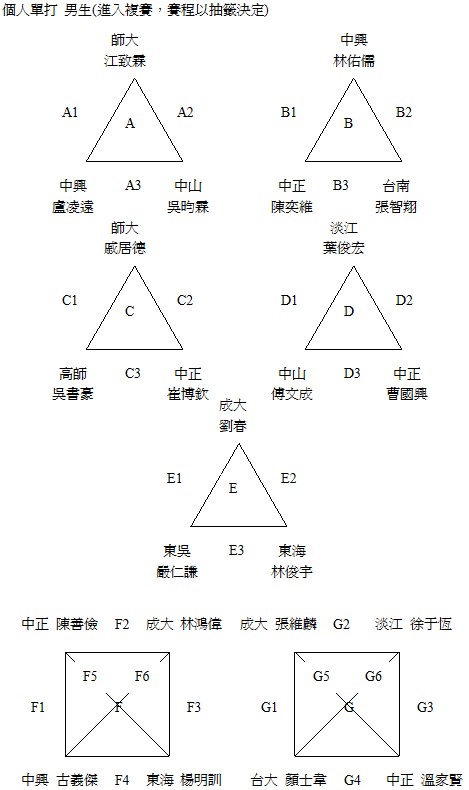 個人單打 男生(進入複賽，賽程以抽籤決定)
師大
江致霖
A1 A A2
中興 A3 中山
盧凌遠 吳昀霖
中興
林佑儒
B1 B B2
中正 B3 台南
陳奕維 張智翔
師大
戚居德
C1 C C2
高師 C3 中正
吳書豪 崔博欽
淡江
葉俊宏
D1 D D2
中山 D3 中正
傅文成 曹國興
成大
劉春
E1 E E2
東吳 E3 東海
嚴仁謙 林俊宇
中正 陳善儉 F2 成大 林鴻偉
F5 F6
F1 F F3
中興 古義傑 F4 東海 楊明訓
成大 張維麟 G2 淡江 徐于恆
G5 G6
G1 G G3
台大 顏士韋 G4 中正 溫家賢